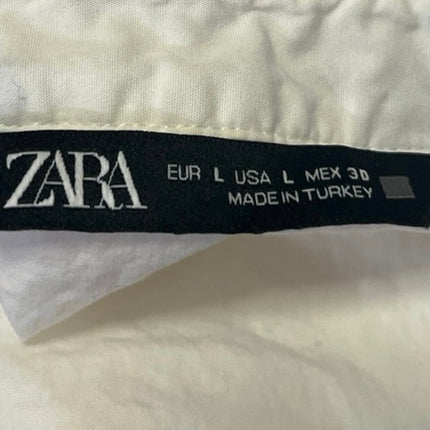 ZARA
EUR L USA L MEX 30
MADE IN TURKEY